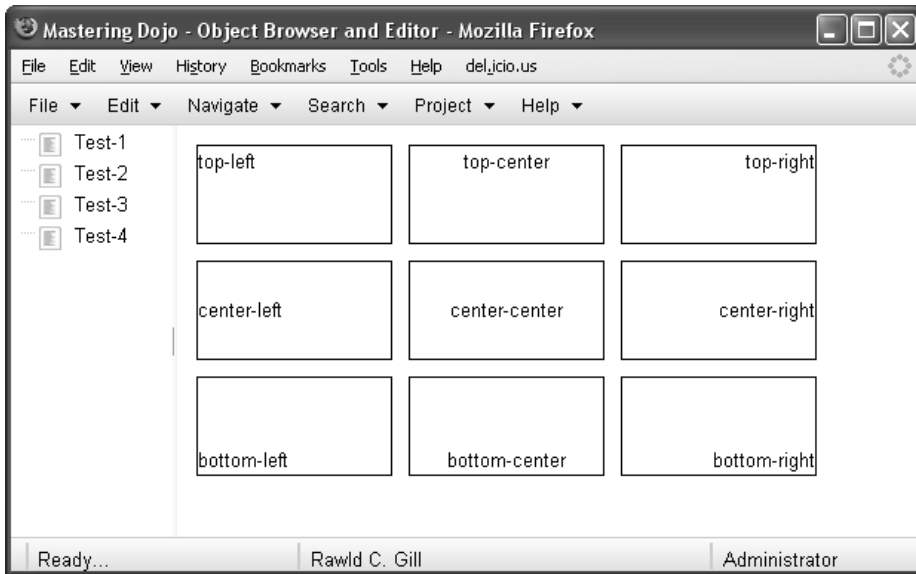 Mastering Dojo - Object Browser and Editor - Mozilla Firefox
File Edit View History Bookmarks Tools Help del.icio.us
File Edit Navigate Search Project Help
Test-1
Test-2
Test-3
Test-4
top-left top-center top-right
center-left center-center center-right
bottom-left bottom-center bottom-right
Ready... Rawld C. Gill Administrator